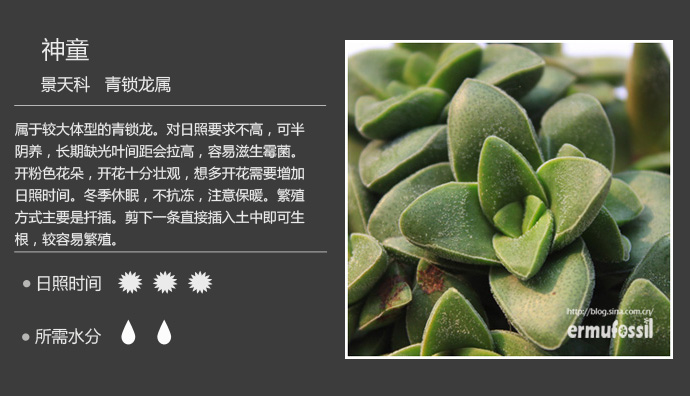 神童
景天科 青锁龙属
属于较大体型的青锁龙。对日照要求不高，可半
阴养，长期缺光叶间距会拉高，容易滋生霉菌。
开粉色花朵，开花十分壮观，想多开花需要增加
日照时间。冬季休眠，不抗冻，注意保暖。繁殖
方式主要是扦插。剪下一条直接插入土中即可生
根，较容易繁殖。
日照时间
所需水分
http://blog.sina.com.cn/
ermufossil